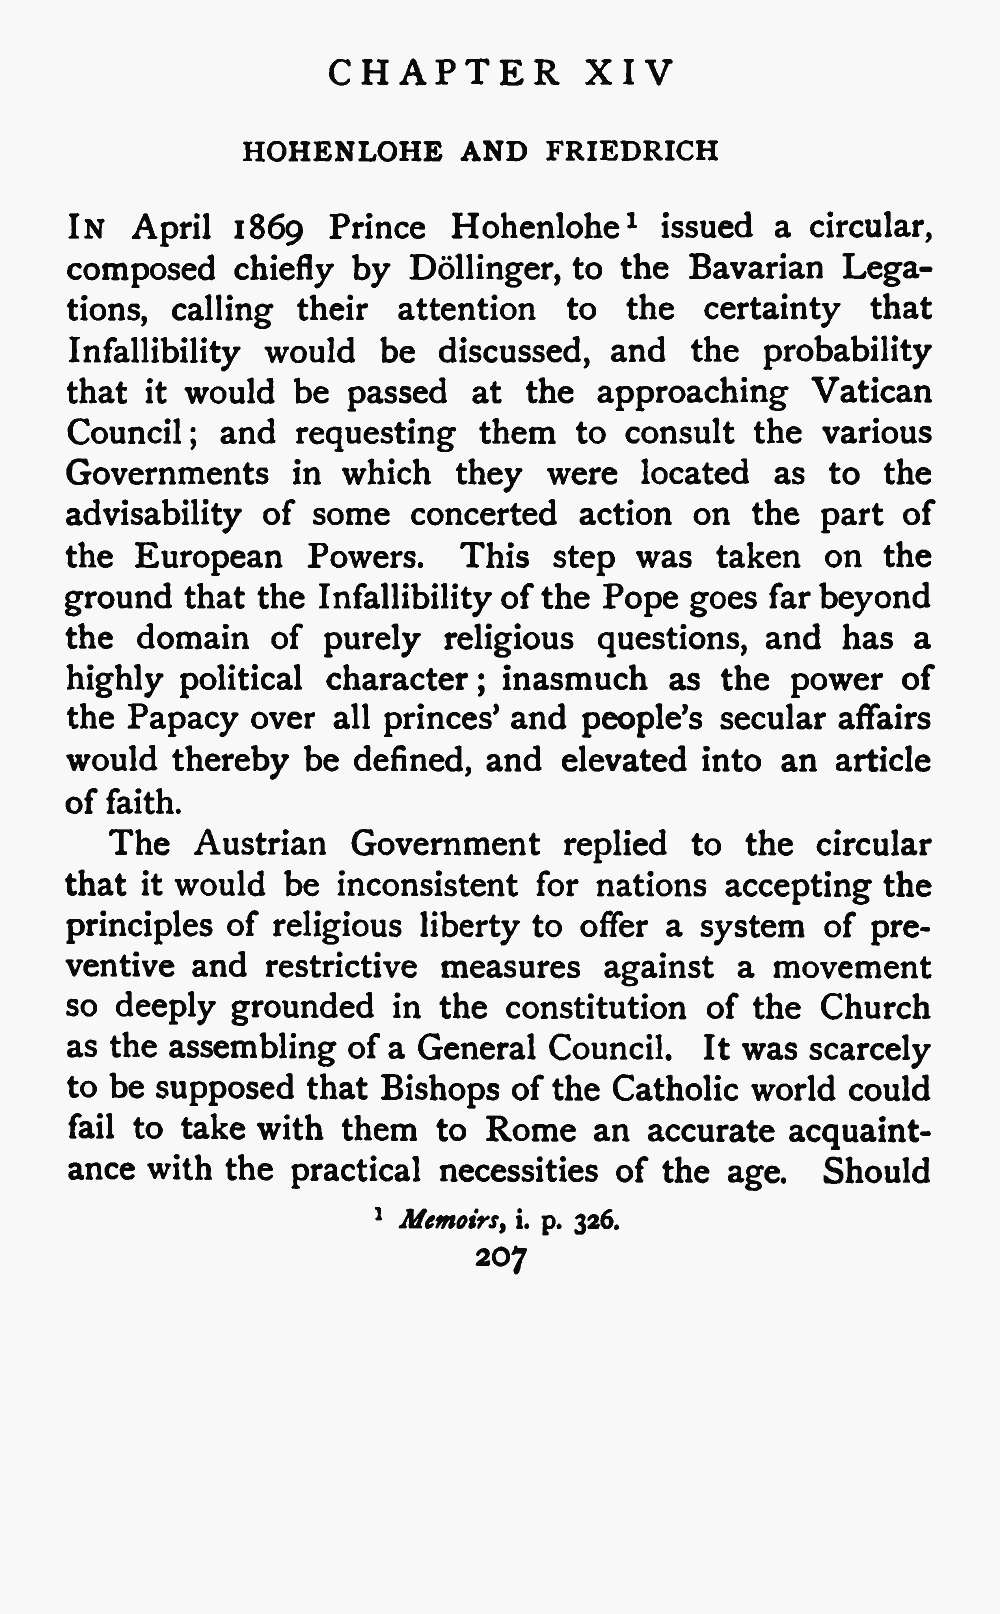 CHAPTER XIV
HOHENLOHE AND FRIEDRICH
IN April 1869 Prince Hohenlohe¹ issued a circular,
composed chiefly by Döllinger, to the Bavarian Lega-
tions, calling their attention to the certainty that
Infallibility would be discussed, and the probability
that it would be passed at the approaching Vatican
Council; and requesting them to consult the various
Governments in which they were located as to the
advisability of some concerted action on the part of
the European Powers. This step was taken on the
ground that the Infallibility of the Pope goes far beyond
the domain of purely religious questions, and has a
highly political character; inasmuch as the power of
the Papacy over all princes' and people's secular affairs
would thereby be defined, and elevated into an article
of faith.
The Austrian Government replied to the circular
that it would be inconsistent for nations accepting the
principles of religious liberty to offer a system of pre-
ventive and restrictive measures against a movement
so deeply grounded in the constitution of the Church
as the assembling of a General Council. It was scarcely
to be supposed that Bishops of the Catholic world could
fail to take with them to Rome an accurate acquaint-
ance with the practical necessities of the age. Should
¹ Memoirs, i. p. 326.
207